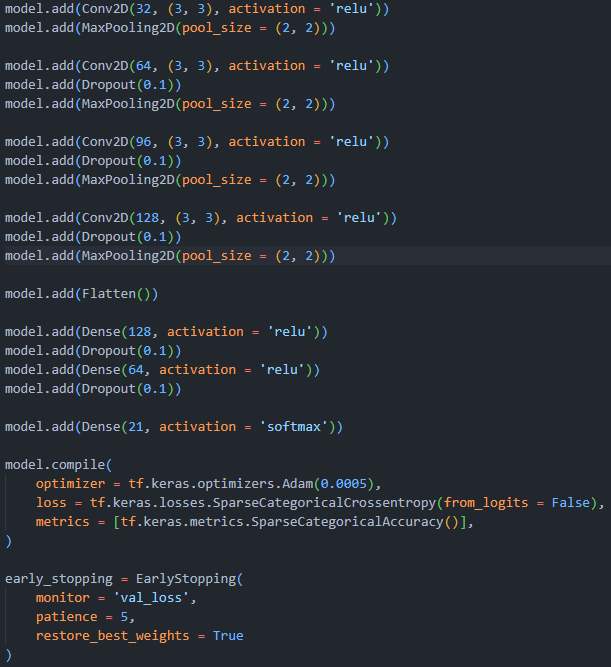 model.add(Conv2D(32, (3, 3), activation = 'relu'))
model.add(MaxPooling2D(pool_size = (2, 2)))

model.add(Conv2D(64, (3, 3), activation = 'relu'))
model.add(Dropout(0.1))
model.add(MaxPooling2D(pool_size = (2, 2)))

model.add(Conv2D(96, (3, 3), activation = 'relu'))
model.add(Dropout(0.1))
model.add(MaxPooling2D(pool_size = (2, 2)))

model.add(Conv2D(128, (3, 3), activation = 'relu'))
model.add(Dropout(0.1))
model.add(MaxPooling2D(pool_size = (2, 2)))

model.add(Flatten())

model.add(Dense(128, activation = 'relu'))
model.add(Dropout(0.1))
model.add(Dense(64, activation = 'relu'))
model.add(Dropout(0.1))

model.add(Dense(21, activation = 'softmax'))

model.compile(
    optimizer = tf.keras.optimizers.Adam(0.0005),
    loss = tf.keras.losses.SparseCategoricalCrossentropy(from_logits = False),
    metrics = [tf.keras.metrics.SparseCategoricalAccuracy()],
)

early_stopping = EarlyStopping(
    monitor = 'val_loss',
    patience = 5,
    restore_best_weights = True
)